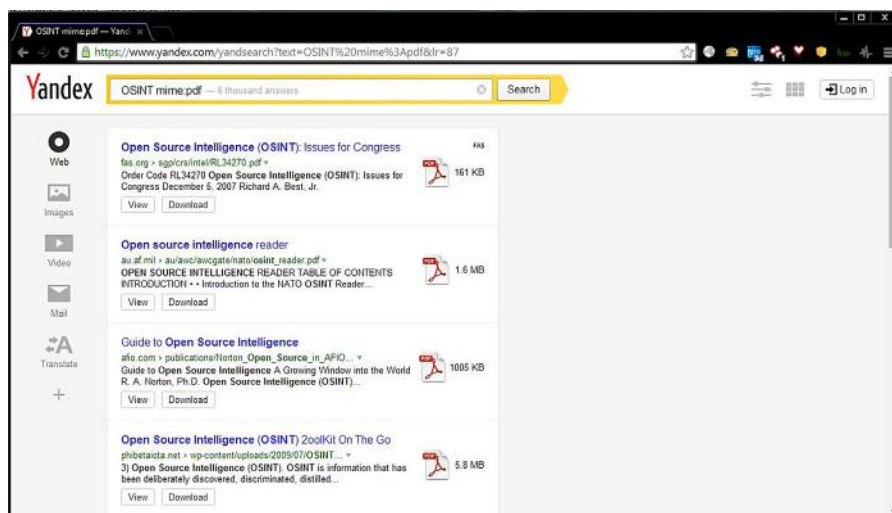 OSINT mime:pdf — Yand
https://www.yandex.com/yandsearch?text=OSINT%20mime%3Apdf&lr=87
Yandex
OSINT mime:pdf — 6 thousand answers
Search
Log in
Web
Images
Video
Mail
Translate
Open Source Intelligence (OSINT): Issues for Congress
FAS
fas.org › sgp/crs/intel/RL34270.pdf
161 KB
Order Code RL34270 Open Source Intelligence (OSINT): Issues for
Congress December 5, 2007 Richard A. Best, Jr.
View
Download
Open source intelligence reader
au.af.mil › au/awc/awcgate/nato/osint_reader.pdf
1.6 MB
OPEN SOURCE INTELLIGENCE READER TABLE OF CONTENTS
INTRODUCTION • • Introduction to the NATO OSINT Reader...
View
Download
Guide to Open Source Intelligence
afio.com › publications/Norton_Open_Source_in_AFIO...
1005 KB
Guide to Open Source Intelligence A Growing Window into the World
R. A. Norton, Ph.D. Open Source Intelligence (OSINT)...
View
Download
Open Source Intelligence (OSINT) 2oolKit On The Go
phibetaiota.net › wp-content/uploads/2009/07/OSINT...
5.8 MB
3) Open Source Intelligence (OSINT). OSINT is information that has
been deliberately discovered, discriminated, distilled...
View
Download